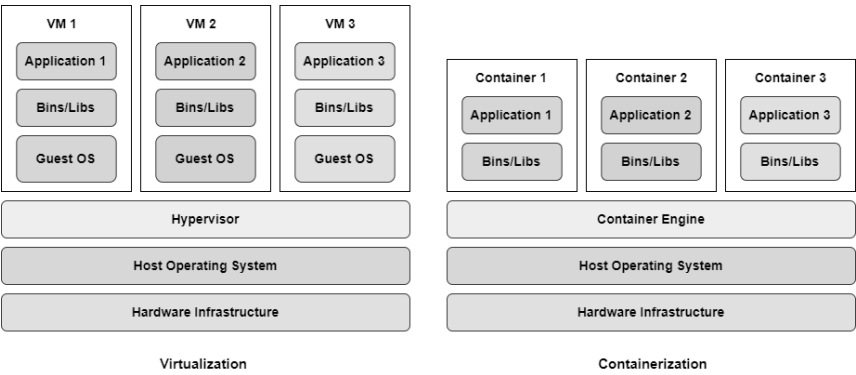 VM 1
Application 1
Bins/Libs
Guest OS
VM 2
Application 2
Bins/Libs
Guest OS
VM 3
Application 3
Bins/Libs
Guest OS
Hypervisor
Host Operating System
Hardware Infrastructure
Virtualization
Container 1
Application 1
Bins/Libs
Container 2
Application 2
Bins/Libs
Container 3
Application 3
Bins/Libs
Container Engine
Host Operating System
Hardware Infrastructure
Containerization